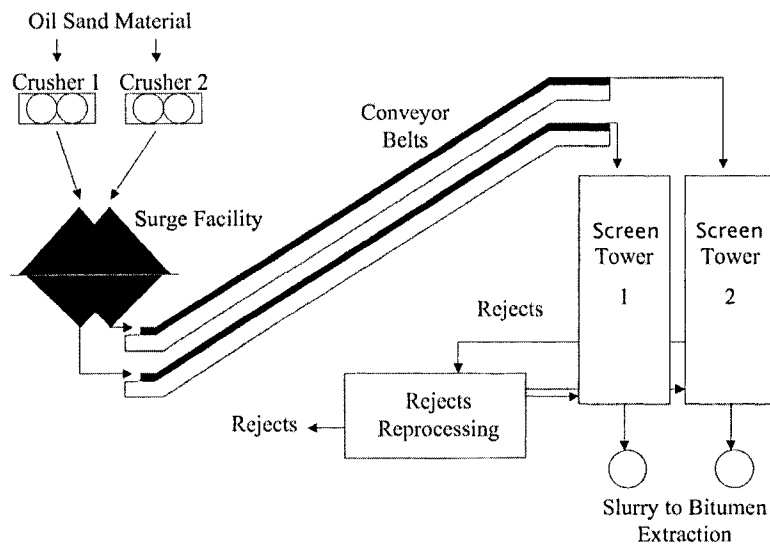 Oil Sand Material
Crusher 1
Crusher 2
Conveyor
Belts
Surge Facility
Screen
Tower
1
Screen
Tower
2
Rejects
Rejects
Reprocessing
Rejects
Slurry to Bitumen
Extraction